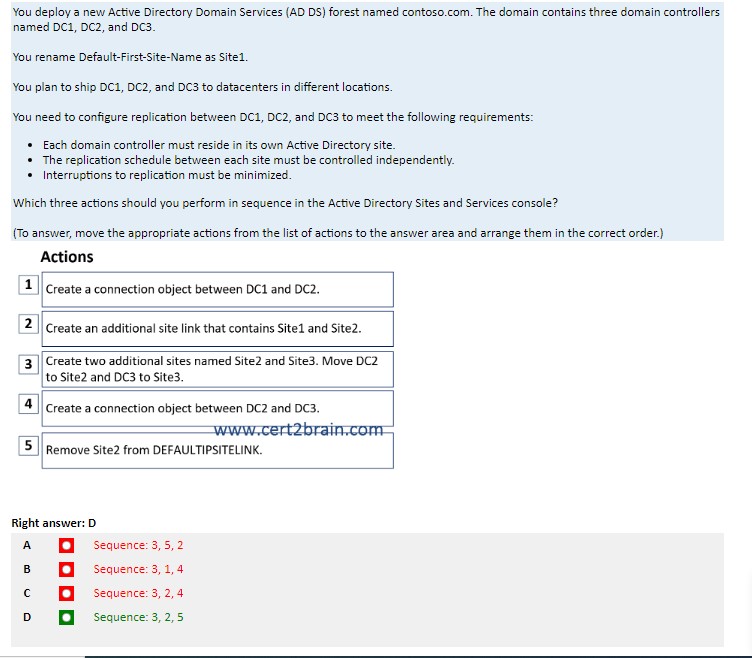 You deploy a new Active Directory Domain Services (AD DS) forest named contoso.com. The domain contains three domain controllers
named DC1, DC2, and DC3.
You rename Default-First-Site-Name as Site1.
You plan to ship DC1, DC2, and DC3 to datacenters in different locations.
You need to configure replication between DC1, DC2, and DC3 to meet the following requirements:
• Each domain controller must reside in its own Active Directory site.
• The replication schedule between each site must be controlled independently.
• Interruptions to replication must be minimized.
Which three actions should you perform in sequence in the Active Directory Sites and Services console?
(To answer, move the appropriate actions from the list of actions to the answer area and arrange them in the correct order.)
Actions
1 Create a connection object between DC1 and DC2.
2 Create an additional site link that contains Site1 and Site2.
3 Create two additional sites named Site2 and Site3. Move DC2
to Site2 and DC3 to Site3.
4 Create a connection object between DC2 and DC3.
www.cert2brain.com
5 Remove Site2 from DEFAULTIPSITELINK.
Right answer: D
A Sequence: 3, 5, 2
B Sequence: 3, 1, 4
C Sequence: 3, 2, 4
D Sequence: 3, 2, 5